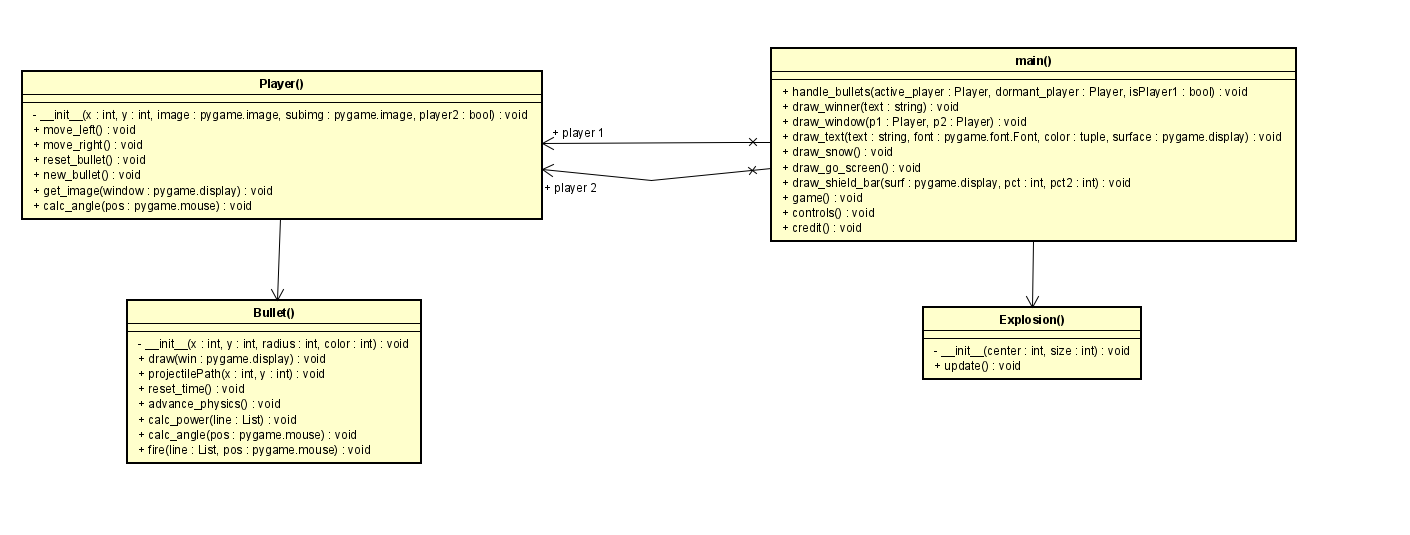 Player()
- __init__(x : int, y : int, image : pygame.image, subimg : pygame.image, player2 : bool) : void
+ move_left() : void
+ move_right() : void
+ reset_bullet() : void
+ new_bullet() : void
+ get_image(window : pygame.display) : void
+ calc_angle(pos : pygame.mouse) : void
+ player 1
+ player 2
main()
+ handle_bullets(active_player : Player, dormant_player : Player, isPlayer1 : bool) : void
+ draw_winner(text : string) : void
+ draw_window(p1 : Player, p2 : Player) : void
+ draw_text(text : string, font : pygame.font.Font, color : tuple, surface : pygame.display) : void
+ draw_snow() : void
+ draw_go_screen() : void
+ draw_shield_bar(surf : pygame.display, pct : int, pct2 : int) : void
+ game() : void
+ controls() : void
+ credit() : void
Bullet()
- __init__(x : int, y : int, radius : int, color : int) : void
+ draw(win : pygame.display) : void
+ projectilePath(x : int, y : int) : void
+ reset_time() : void
+ advance_physics() : void
+ calc_power(line : List) : void
+ calc_angle(pos : pygame.mouse) : void
+ fire(line : List, pos : pygame.mouse) : void
Explosion()
- __init__(center : int, size : int) : void
+ update() : void